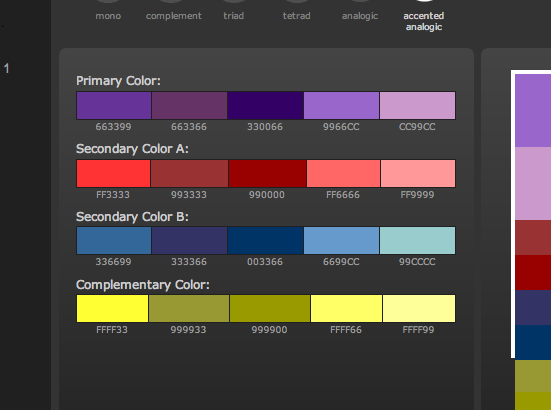 mono complement triad tetrad analogic accented
analogic
1
Primary Color:
663399 663366 330066 9966CC CC99CC
Secondary Color A:
FF3333 993333 990000 FF6666 FF9999
Secondary Color B:
336699 333366 003366 6699CC 99CCCC
Complementary Color:
FFFF33 999933 999900 FFFF66 FFFF99